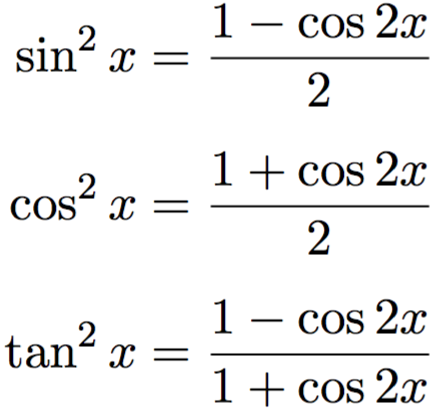 sin² x = (1 − cos 2x)/2
cos² x = (1 + cos 2x)/2
tan² x = (1 − cos 2x)/(1 + cos 2x)